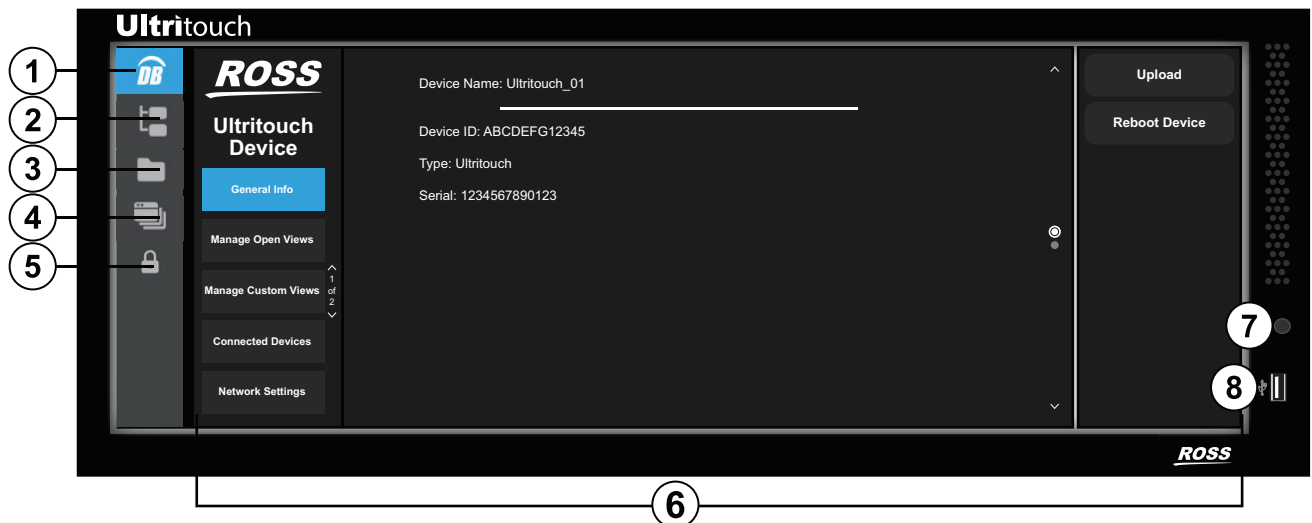 Ultritouch
1
2
3
4
5
DB
ROSS
Ultritouch
Device
General Info
Manage Open Views
Manage Custom Views
Connected Devices
Network Settings
1
of
2
Device Name: Ultritouch_01
Device ID: ABCDEFG12345
Type: Ultritouch
Serial: 1234567890123
Upload
Reboot Device
7
8
ROSS
6